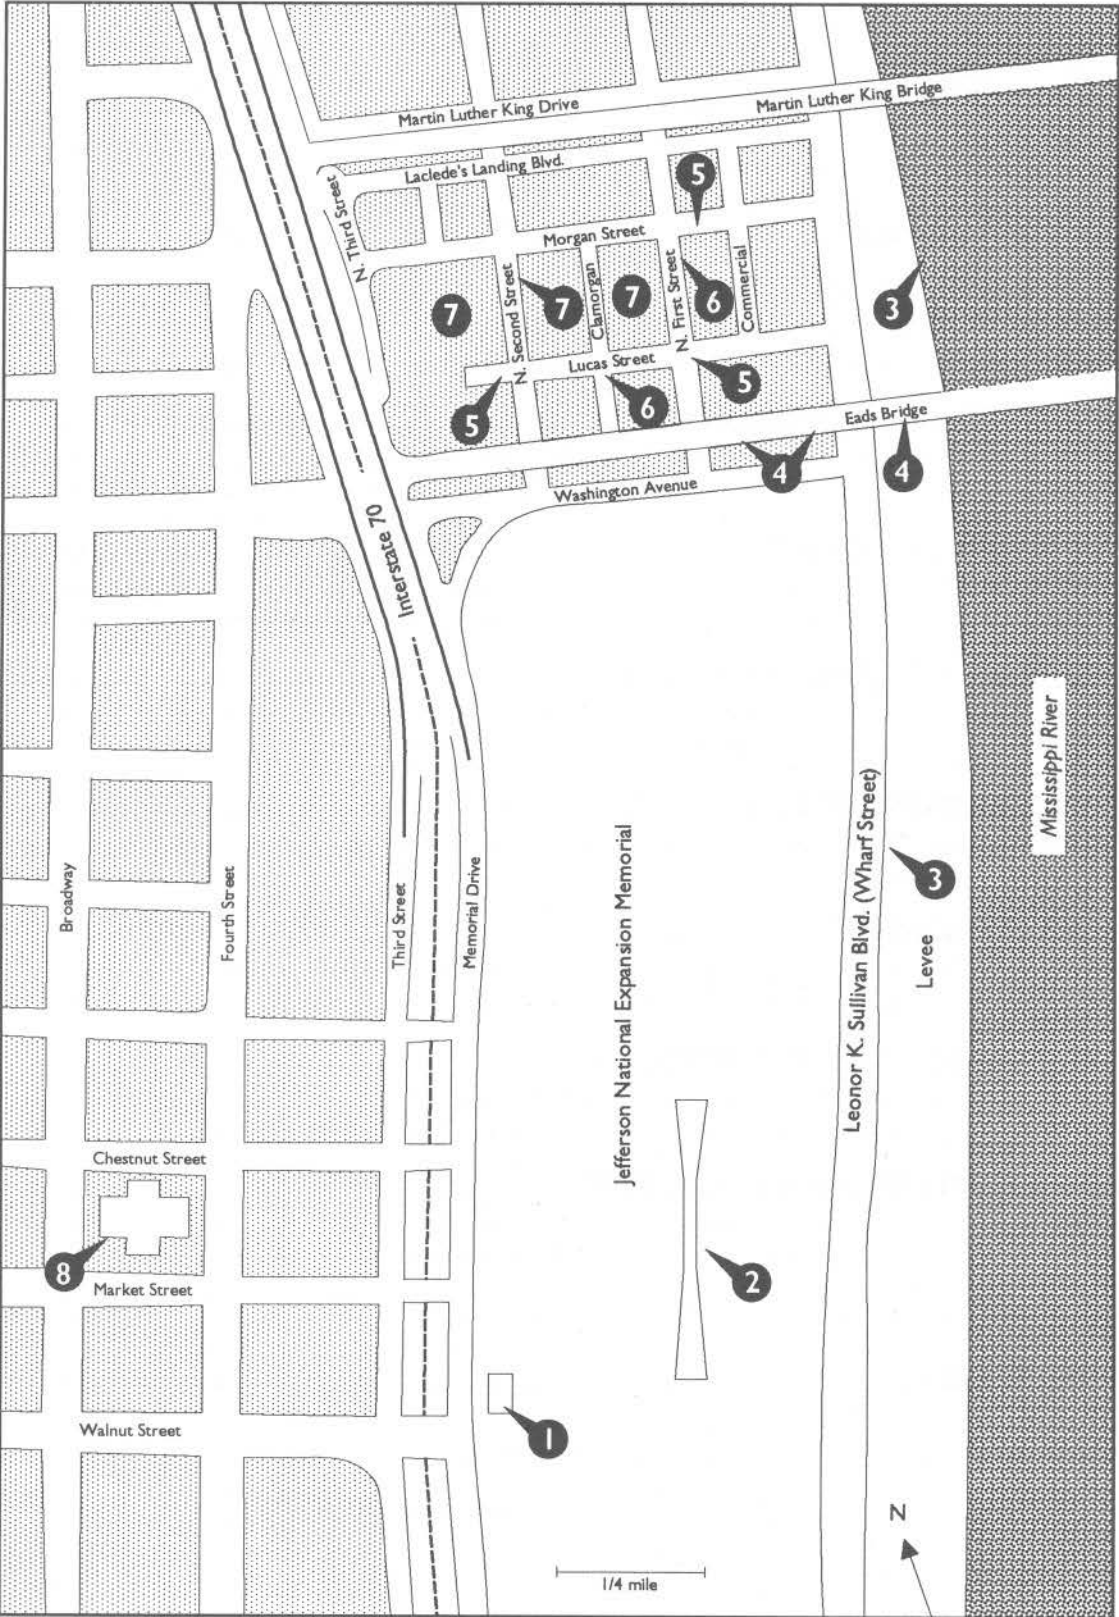 Martin Luther King Drive
Martin Luther King Bridge
Laclede's Landing Blvd.
N. Third Street
5
Morgan Street
N. Second Street
Clamorgan
N. First Street
Commercial
7
7
7
6
3
Lucas Street
5
5
6
Eads Bridge
4
4
Washington Avenue
Interstate 70
Mississippi River
Broadway
Fourth Street
Third Street
Memorial Drive
Jefferson National Expansion Memorial
Leonor K. Sullivan Blvd. (Wharf Street)
3
Levee
Chestnut Street
8
Market Street
2
Walnut Street
1
N
1/4 mile